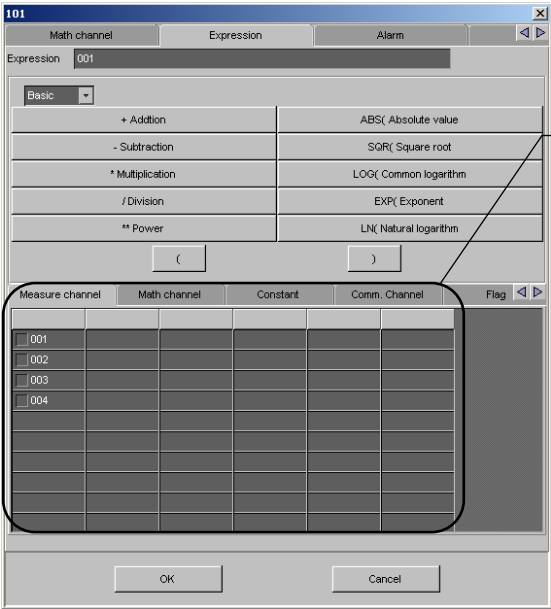 101
Math channel Expression Alarm
Expression 001
Basic
+ Addtion ABS( Absolute value
- Subtraction SQR( Square root
* Multiplication LOG( Common logarithm
/ Division EXP( Exponent
** Power LN( Natural logarithm
( )
Measure channel Math channel Constant Comm. Channel Flag
001
002
003
004
OK Cancel